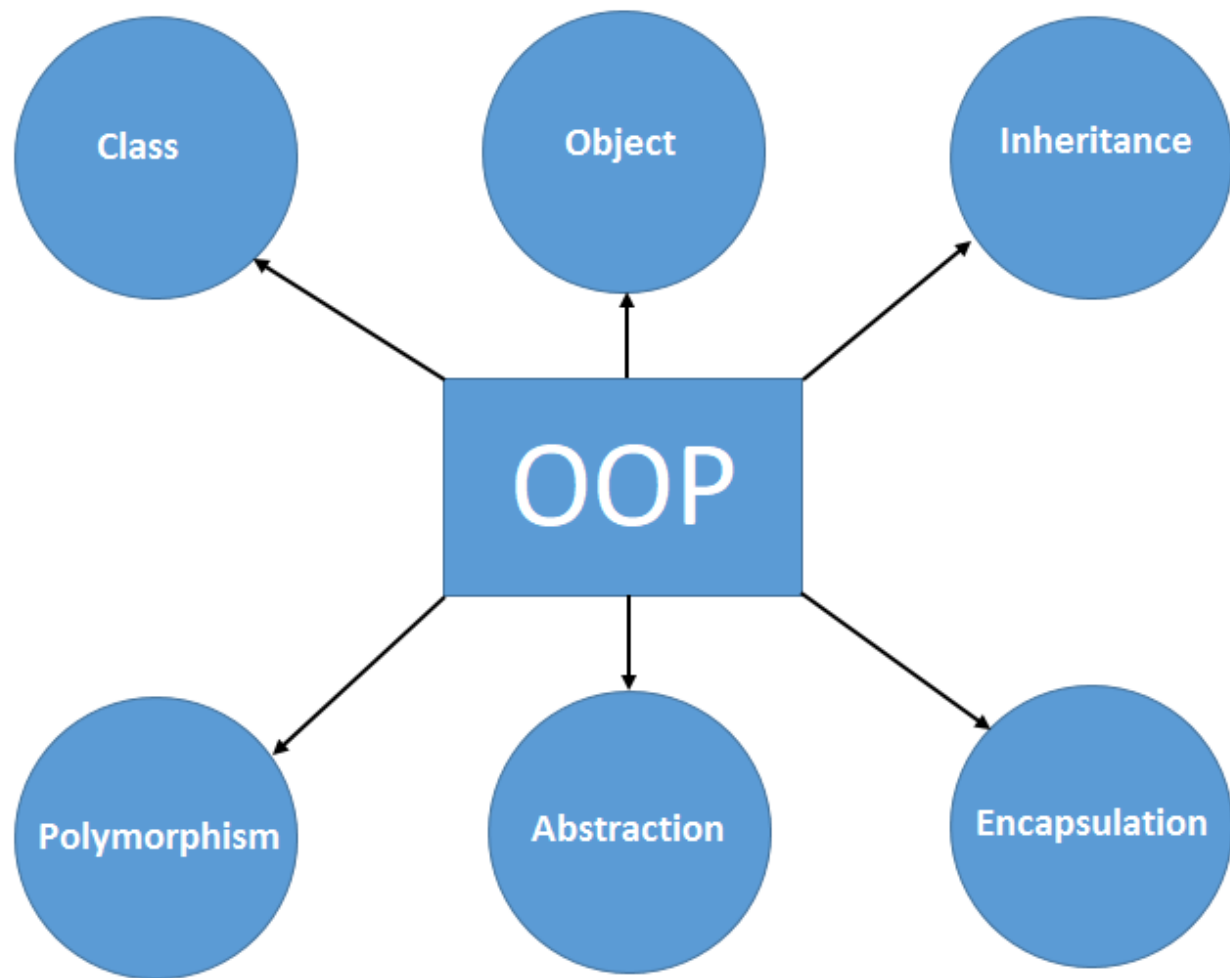 Class
Object
Inheritance
OOP
Polymorphism
Abstraction
Encapsulation